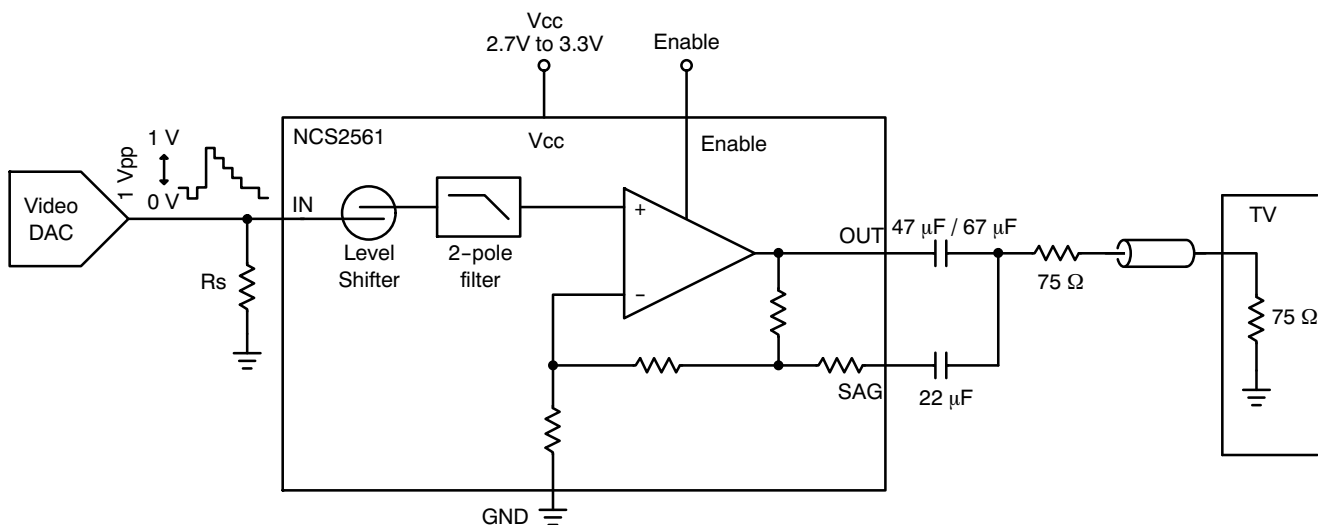 Vcc
2.7V to 3.3V
Enable
NCS2561
Vcc
Enable
1 Vpp
1 V
0 V
Video
DAC
IN
Level
Shifter
2-pole
filter
+
−
OUT
47 μF / 67 μF
75 Ω
TV
75 Ω
Rs
SAG
22 μF
GND